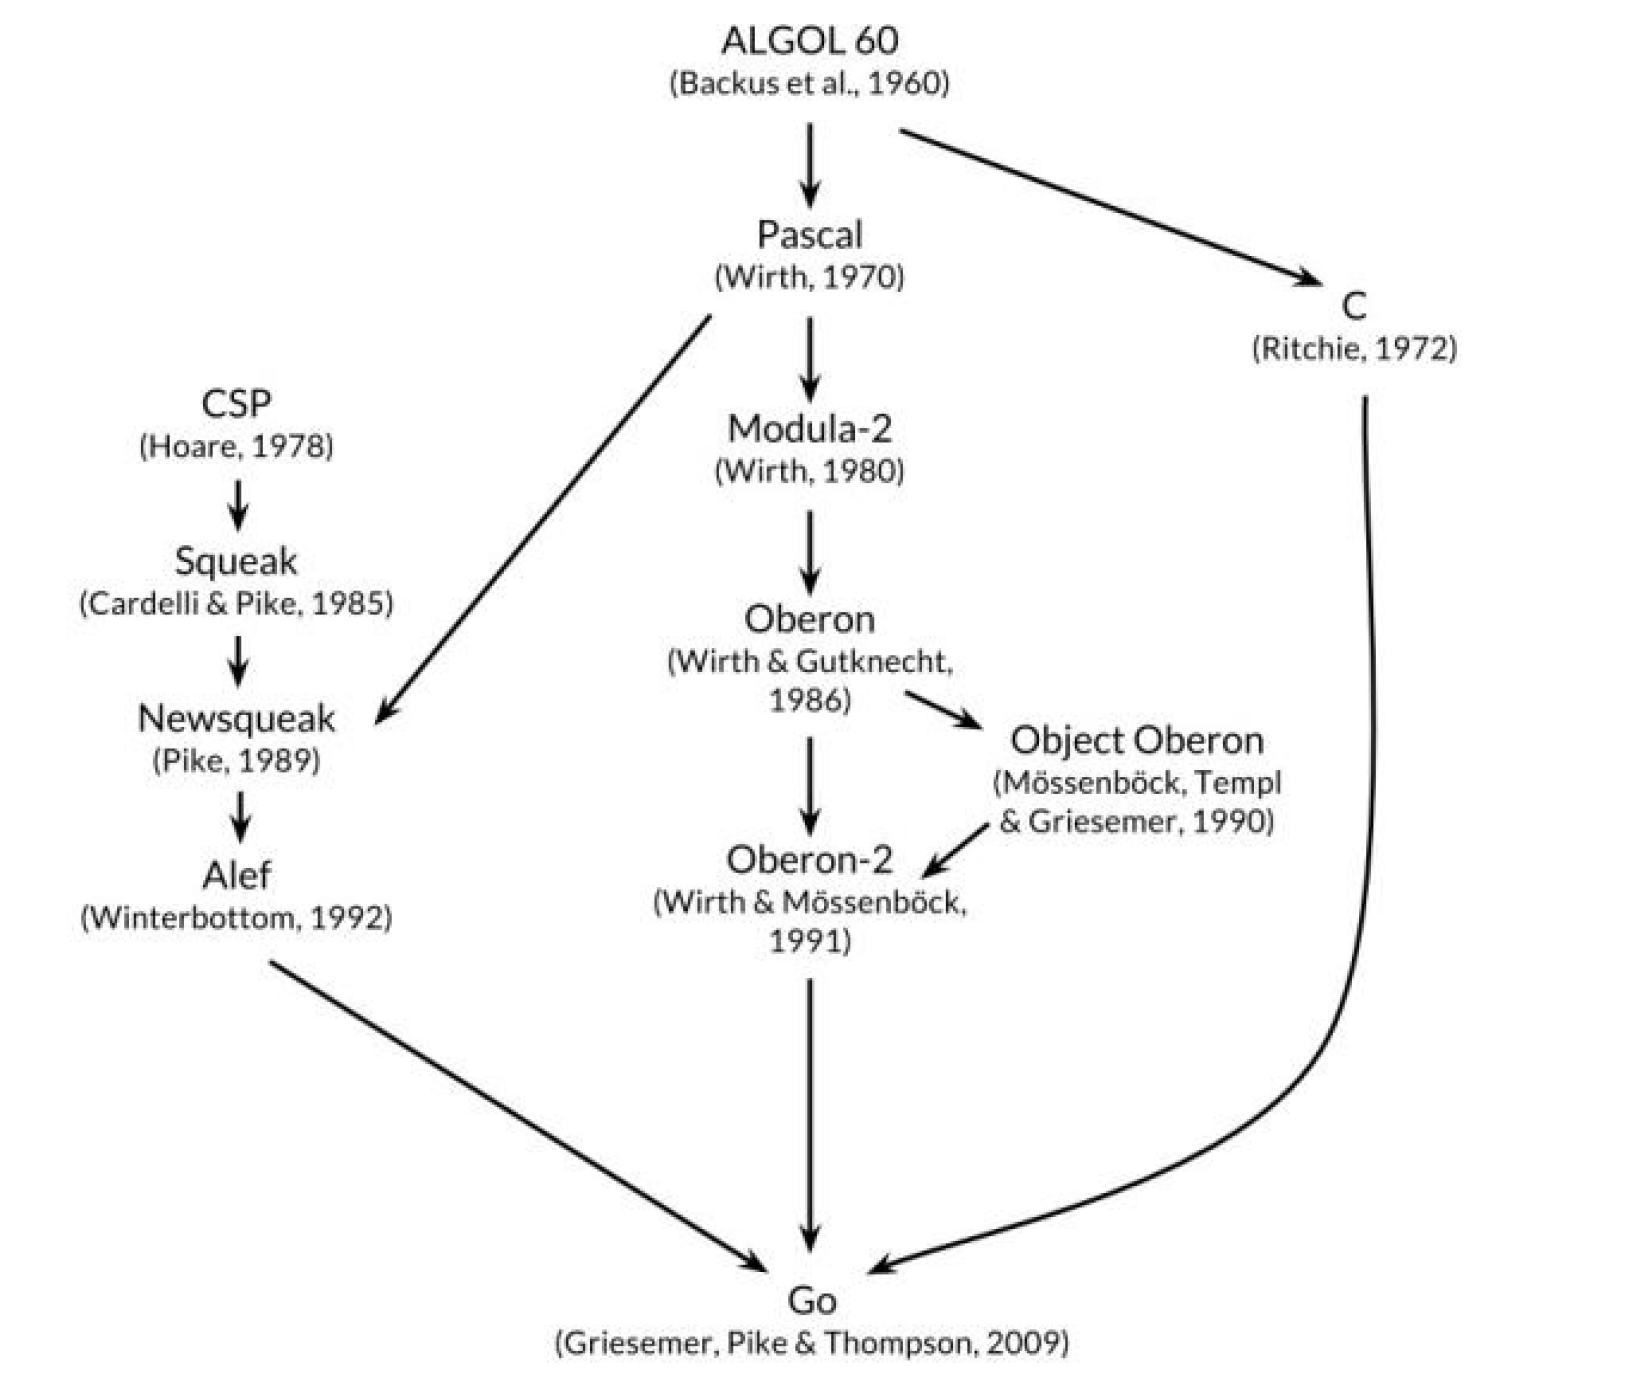 ALGOL 60
(Backus et al., 1960)
Pascal
(Wirth, 1970)
C
(Ritchie, 1972)
CSP
(Hoare, 1978)
Modula-2
(Wirth, 1980)
Squeak
(Cardelli & Pike, 1985)
Oberon
(Wirth & Gutknecht,
1986)
Newsqueak
(Pike, 1989)
Object Oberon
(Mössenböck, Templ
& Griesemer, 1990)
Oberon-2
(Wirth & Mössenböck,
1991)
Alef
(Winterbottom, 1992)
Go
(Griesemer, Pike & Thompson, 2009)